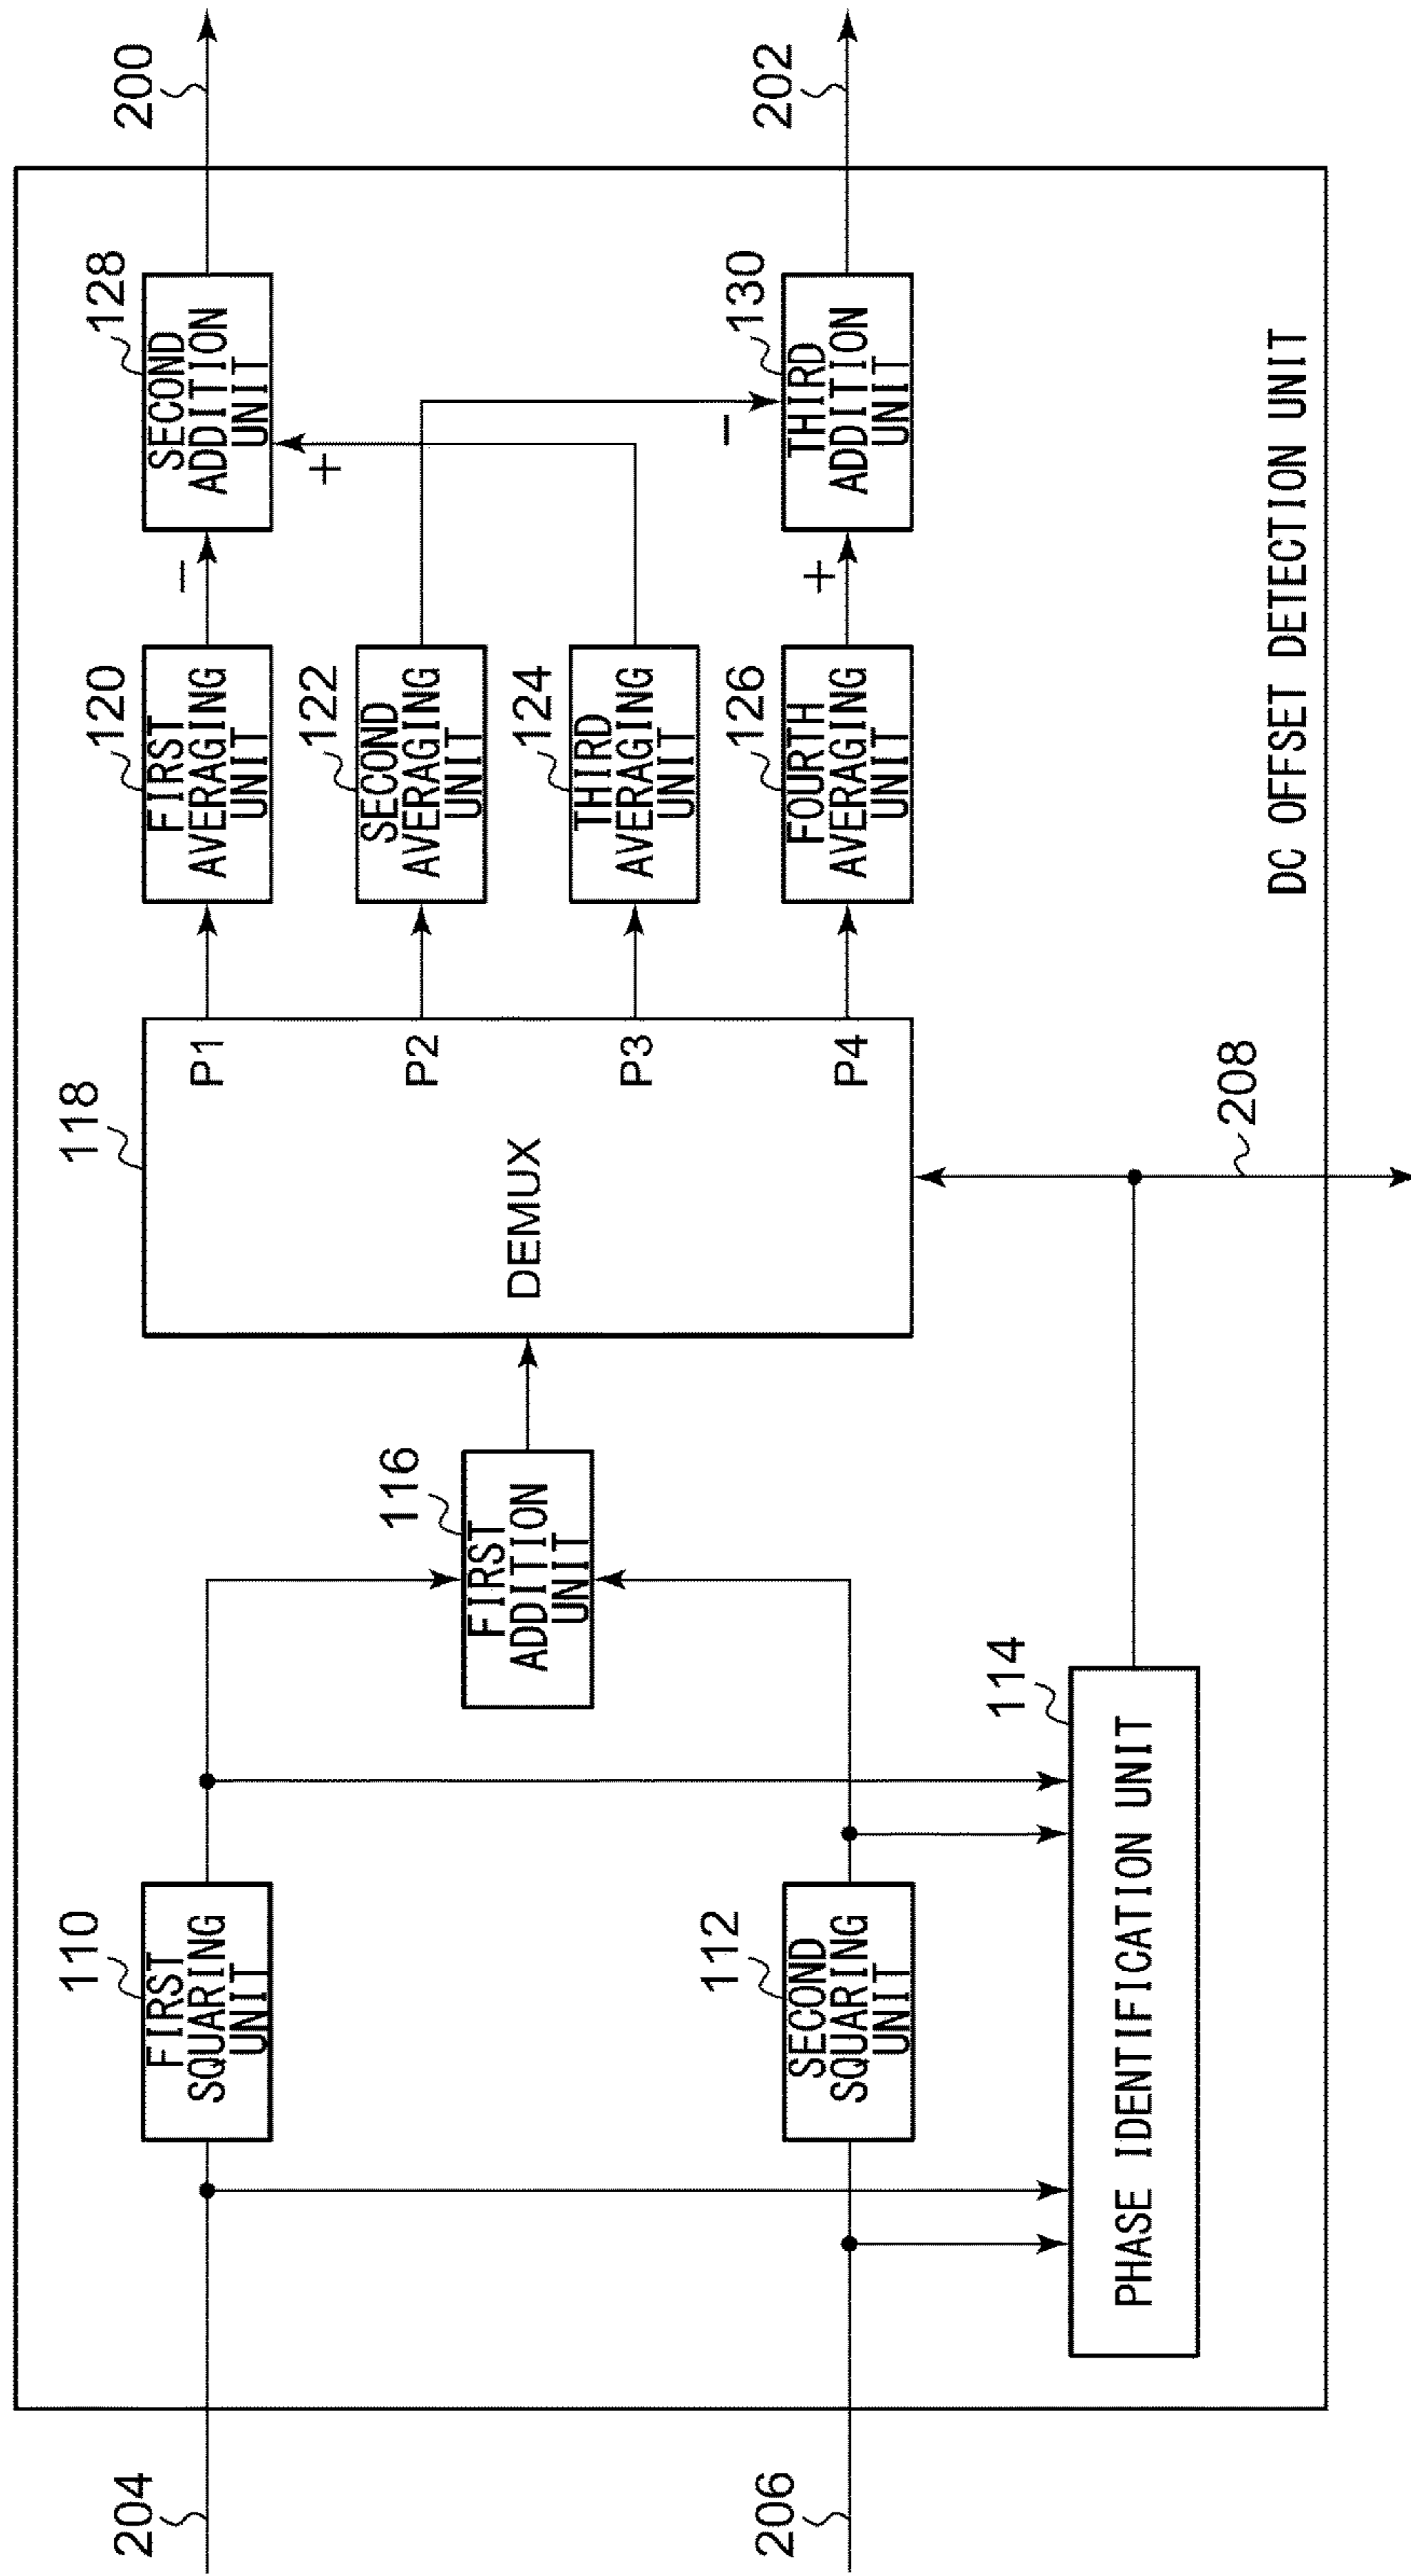 204
206
110
FIRST
SQUARING
UNIT
112
SECOND
SQUARING
UNIT
114
PHASE IDENTIFICATION UNIT
116
FIRST
ADDITION
UNIT
118
DEMUX
P1
P2
P3
P4
208
120
FIRST
AVERAGING
UNIT
122
SECOND
AVERAGING
UNIT
124
THIRD
AVERAGING
UNIT
126
FOURTH
AVERAGING
UNIT
−
+
−
+
128
SECOND
ADDITION
UNIT
130
THIRD
ADDITION
UNIT
200
202
DC OFFSET DETECTION UNIT